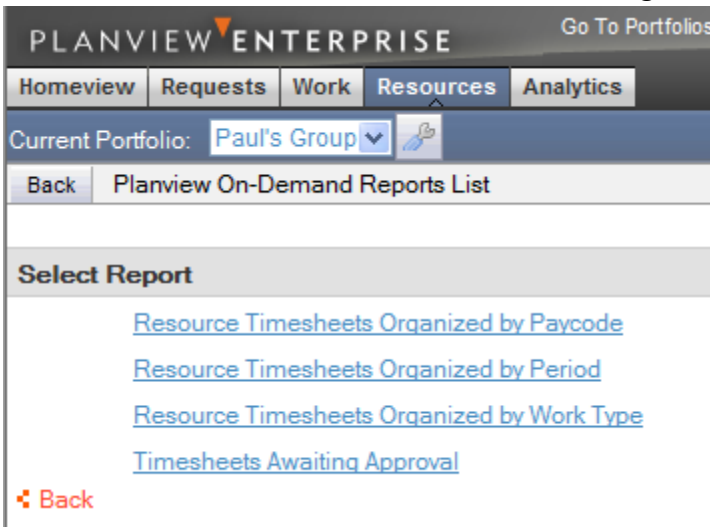 PLANVIEW ENTERPRISE Go To Portfolios
Homeview Requests Work Resources Analytics
Current Portfolio: Paul's Group
Back Planview On-Demand Reports List
Select Report
Resource Timesheets Organized by Paycode
Resource Timesheets Organized by Period
Resource Timesheets Organized by Work Type
Timesheets Awaiting Approval
Back